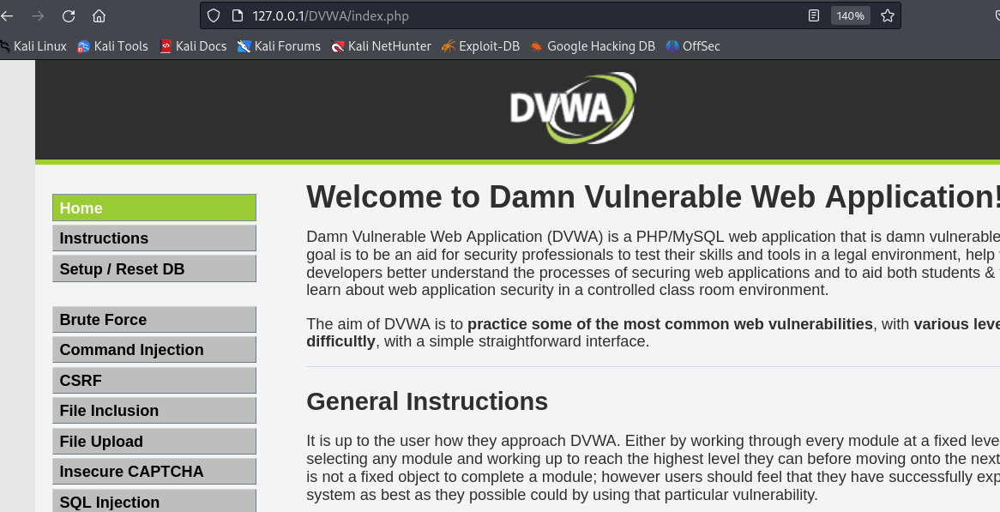 127.0.0.1/DVWA/index.php
140%
Kali Linux Kali Tools Kali Docs Kali Forums Kali NetHunter Exploit-DB Google Hacking DB OffSec
DVWA
Home
Instructions
Setup / Reset DB
Brute Force
Command Injection
CSRF
File Inclusion
File Upload
Insecure CAPTCHA
SQL Injection
Welcome to Damn Vulnerable Web Application!
Damn Vulnerable Web Application (DVWA) is a PHP/MySQL web application that is damn vulnerable
goal is to be an aid for security professionals to test their skills and tools in a legal environment, help
developers better understand the processes of securing web applications and to aid both students &
learn about web application security in a controlled class room environment.
The aim of DVWA is to practice some of the most common web vulnerabilities, with various leve
difficultly, with a simple straightforward interface.
General Instructions
It is up to the user how they approach DVWA. Either by working through every module at a fixed leve
selecting any module and working up to reach the highest level they can before moving onto the next
is not a fixed object to complete a module; however users should feel that they have successfully exp
system as best as they possible could by using that particular vulnerability.